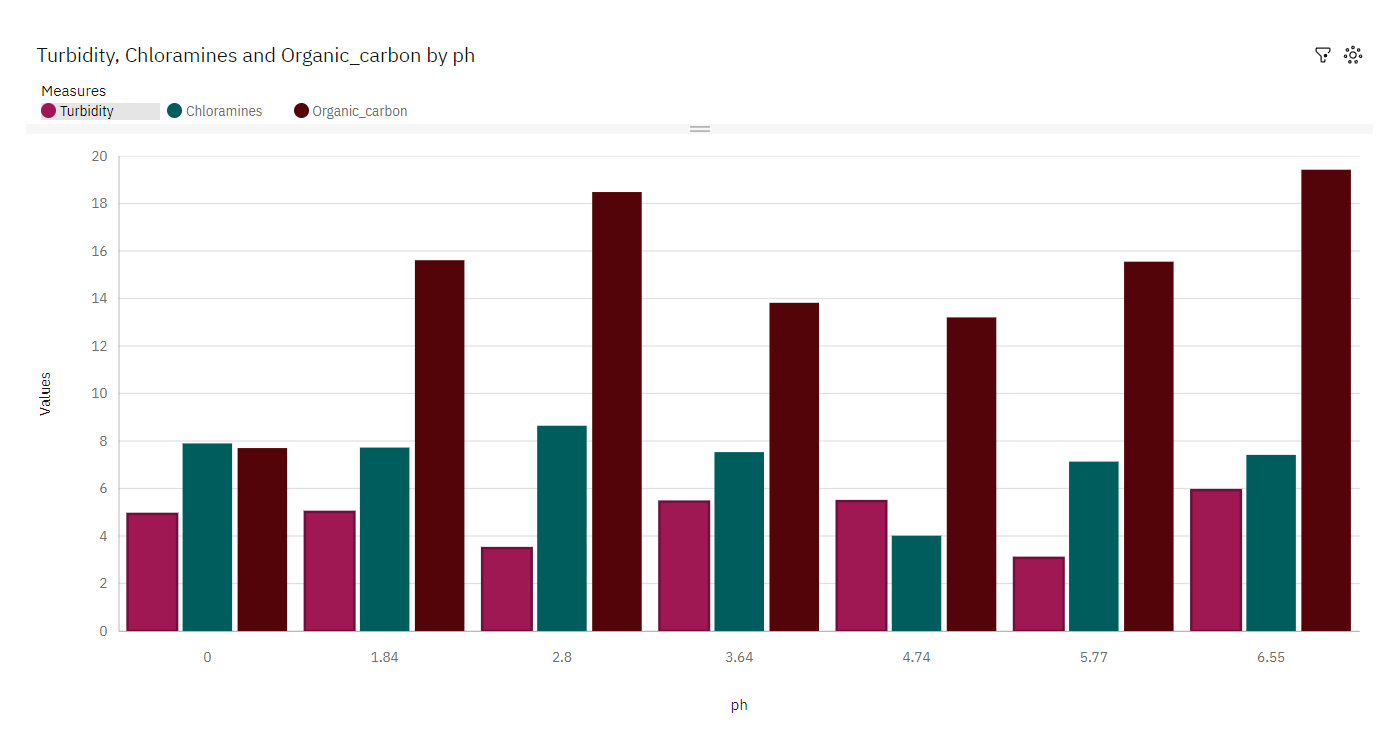 Turbidity, Chloramines and Organic_carbon by ph
Measures
Turbidity Chloramines Organic_carbon
20
18
16
14
12
10
8
6
4
2
0
Values
0 1.84 2.8 3.64 4.74 5.77 6.55
ph